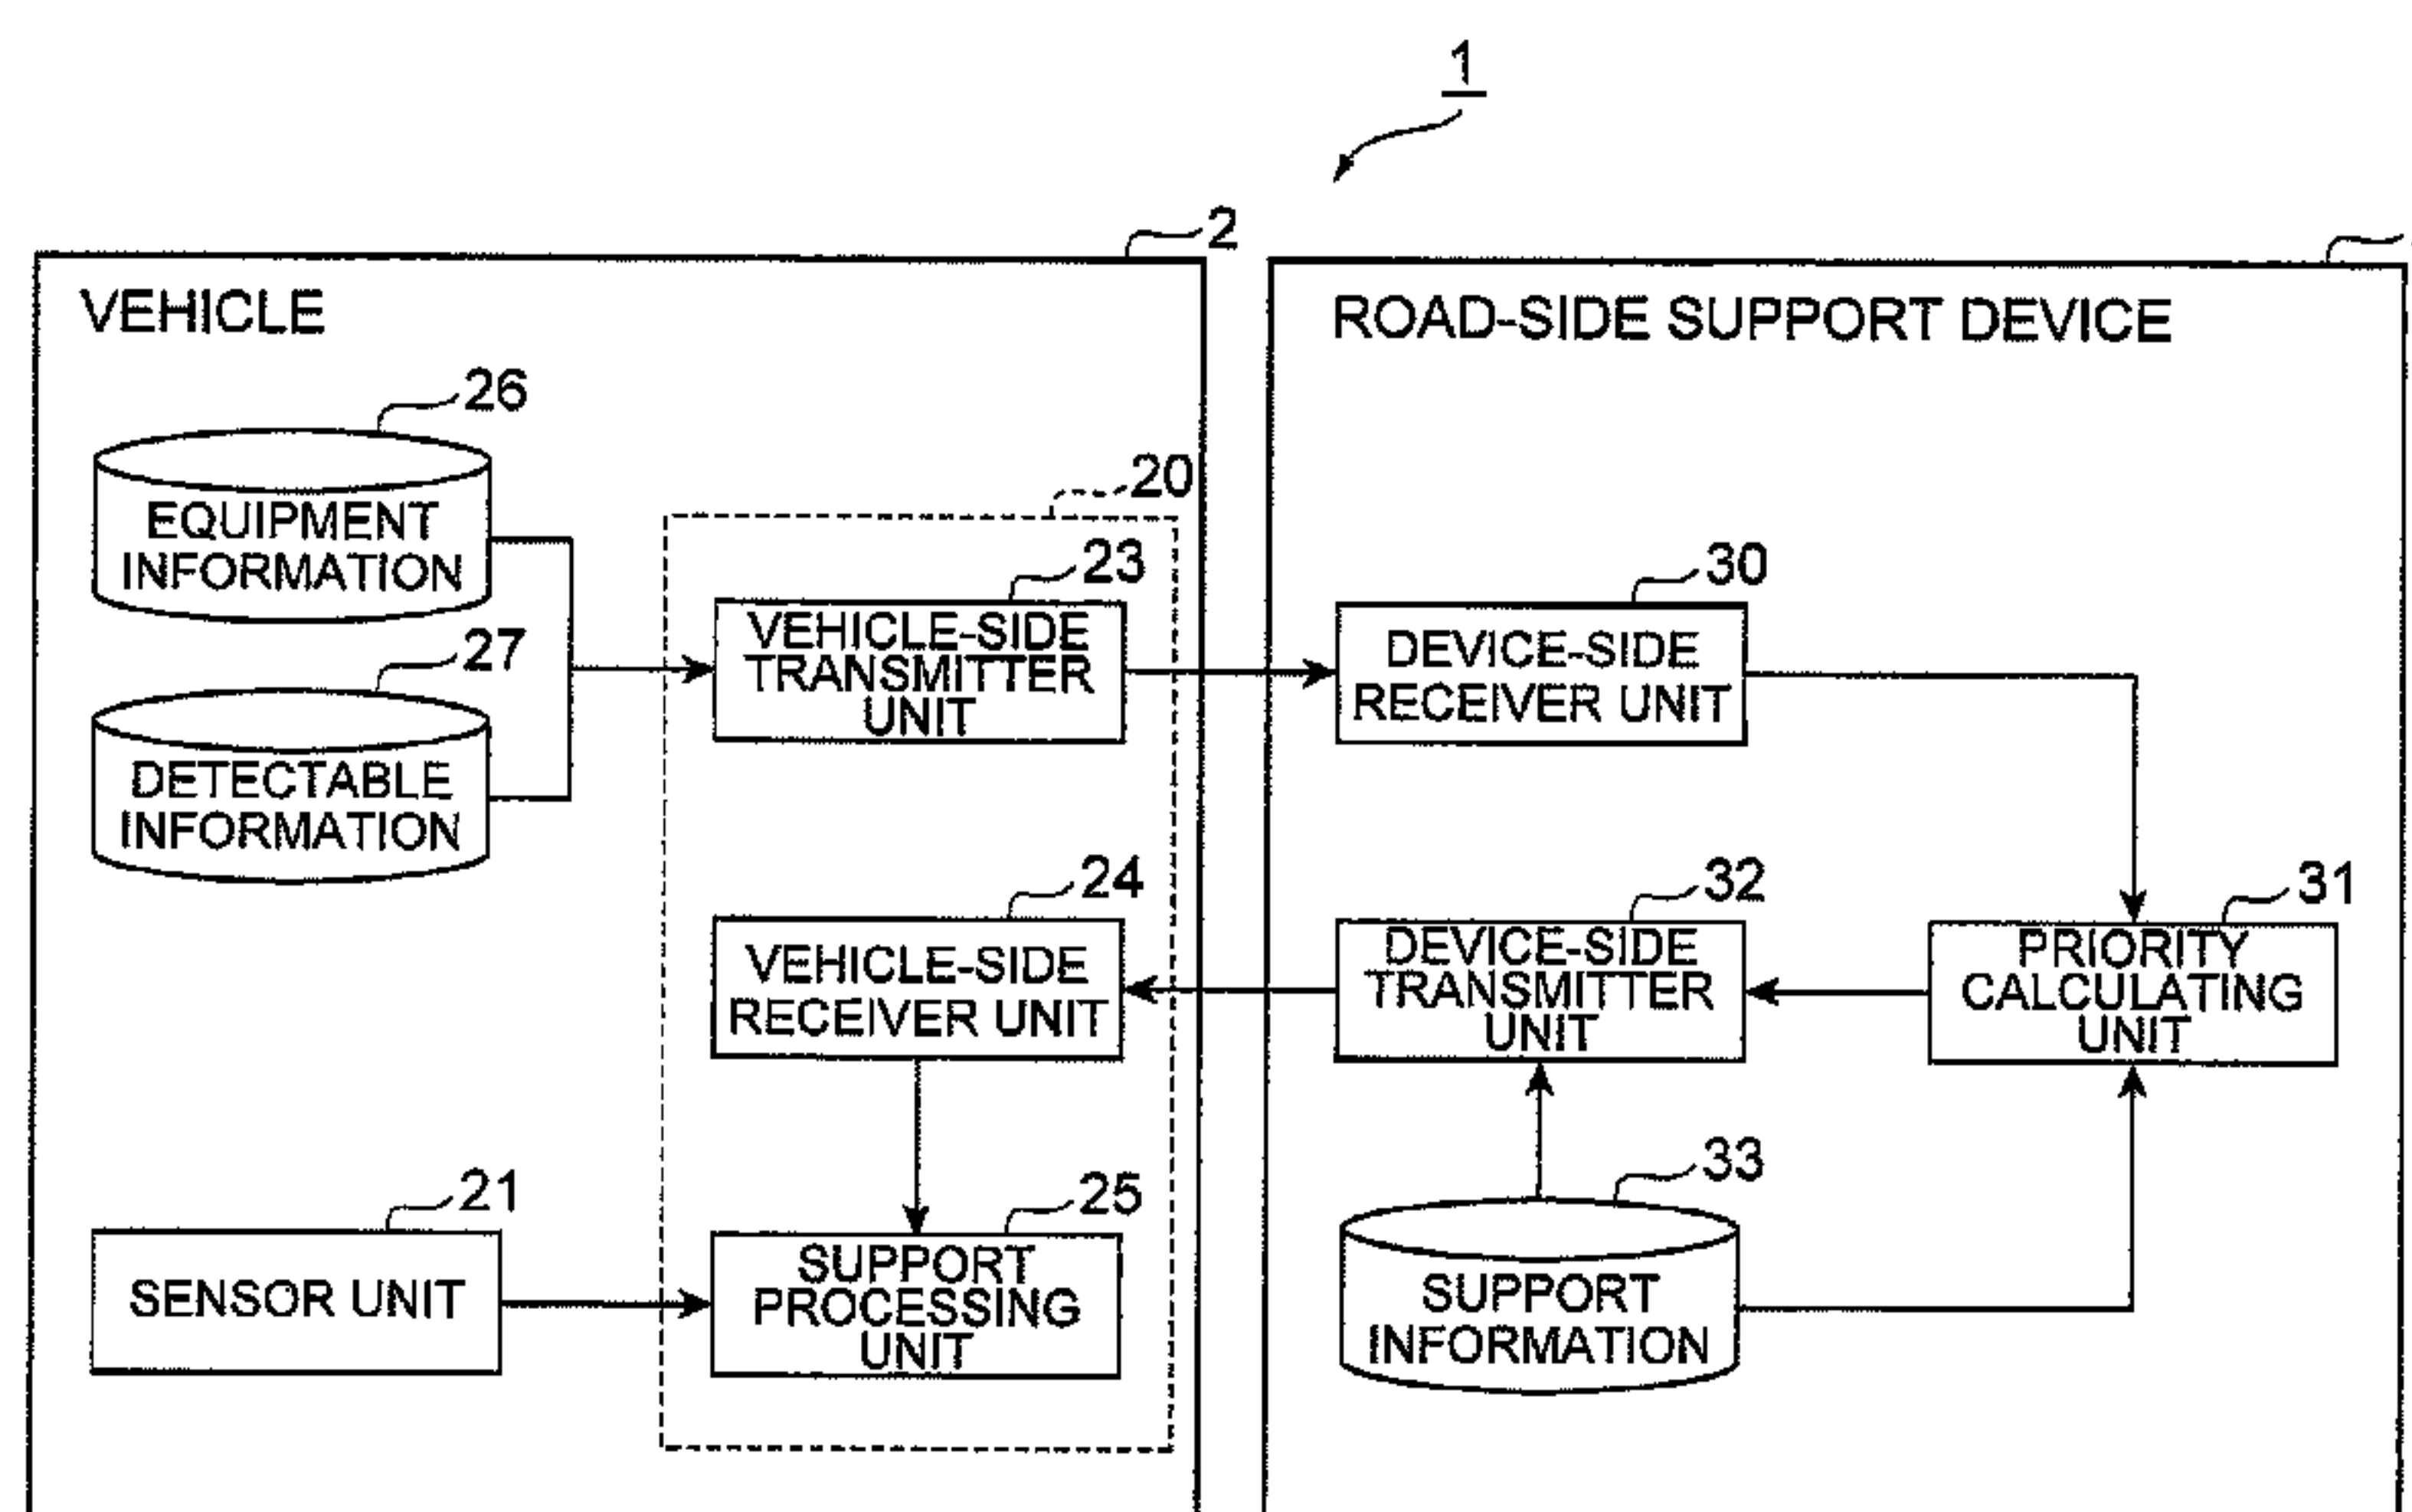 1
2
VEHICLE
ROAD-SIDE SUPPORT DEVICE
26
EQUIPMENT
INFORMATION
20
23
VEHICLE-SIDE
TRANSMITTER
UNIT
30
DEVICE-SIDE
RECEIVER UNIT
27
DETECTABLE
INFORMATION
24
VEHICLE-SIDE
RECEIVER UNIT
32
DEVICE-SIDE
TRANSMITTER
UNIT
31
PRIORITY
CALCULATING
UNIT
21
SENSOR UNIT
25
SUPPORT
PROCESSING
UNIT
33
SUPPORT
INFORMATION